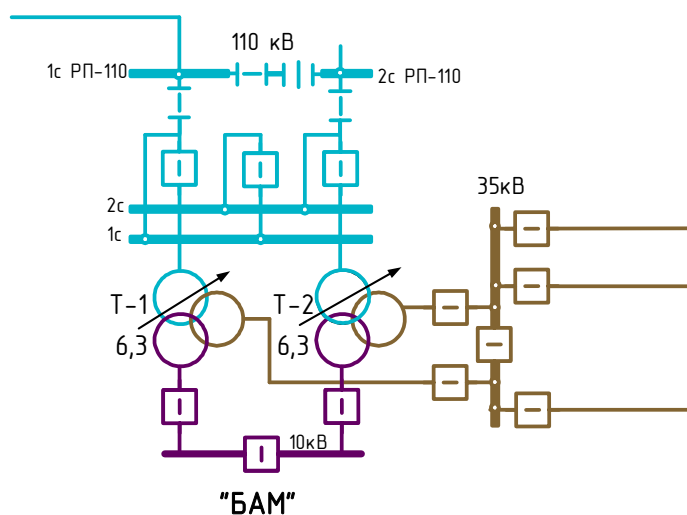 110 кВ
1с РП-110
2с РП-110
35кВ
2с
1с
Т-1
Т-2
6,3
6,3
10кВ
"БАМ"